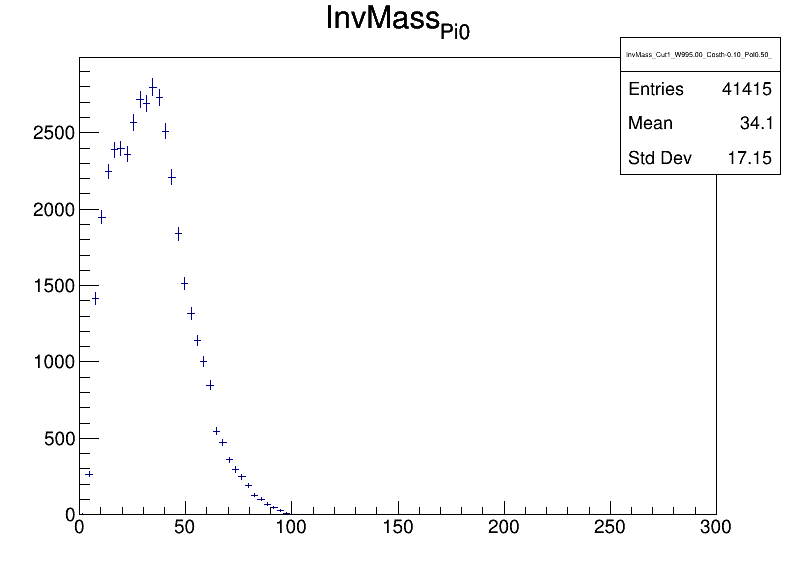 InvMass_Pi0
InvMass_Cut1_W995.00_Costh-0.10_Pol0.50_
Entries 41415
Mean 34.1
Std Dev 17.15
2500
2000
1500
1000
500
0
0 50 100 150 200 250 300